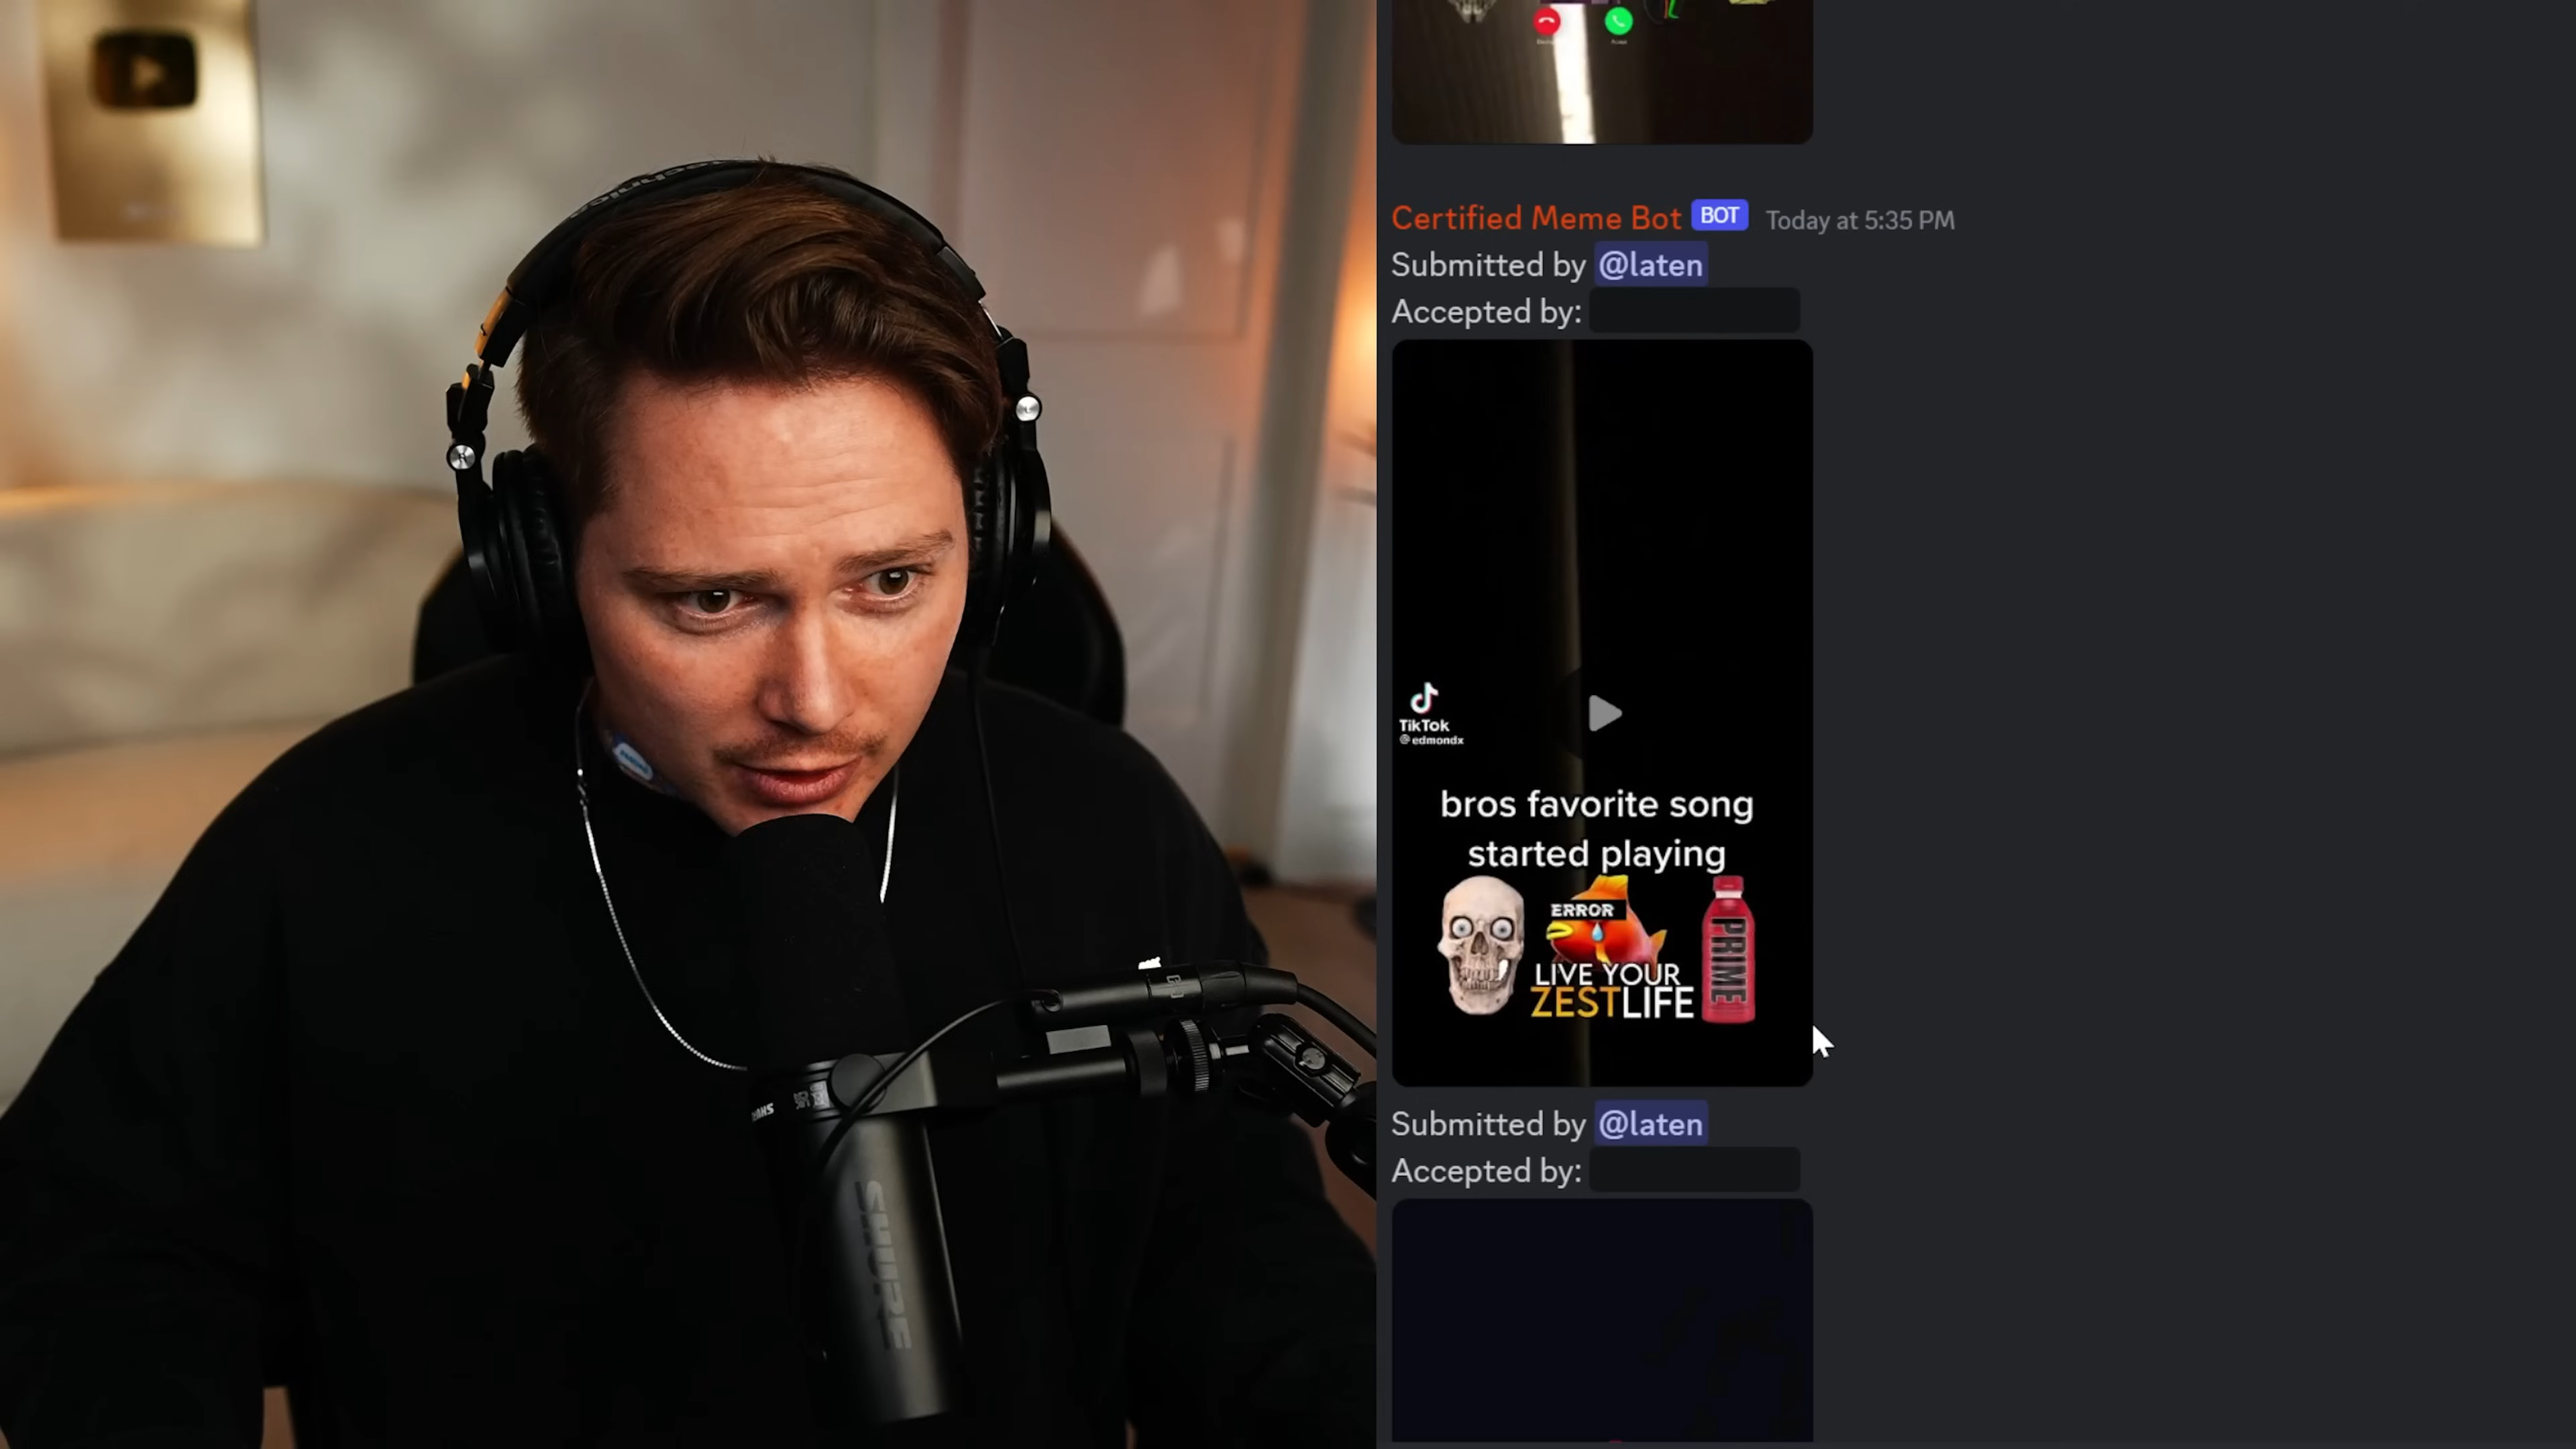 Certified Meme Bot BOT Today at 5:35 PM
Submitted by @laten
Accepted by:
TikTok
@edmondx
bros favorite song
started playing
ERROR
LIVE YOUR
ZESTLIFE
PRIME
Submitted by @laten
Accepted by:
SHURE